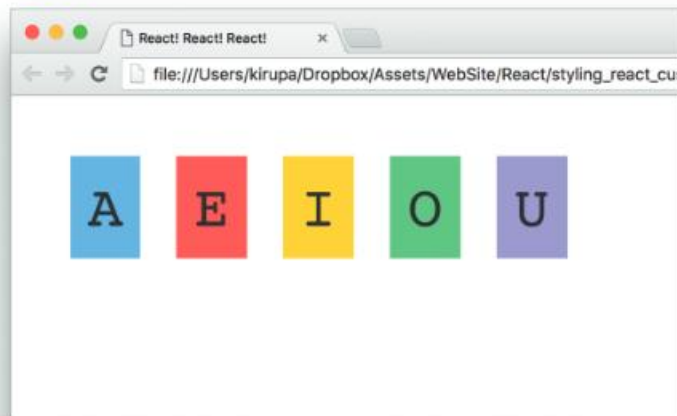 React! React! React!
file:///Users/kirupa/Dropbox/Assets/WebSite/React/styling_react_cu
A E I O U